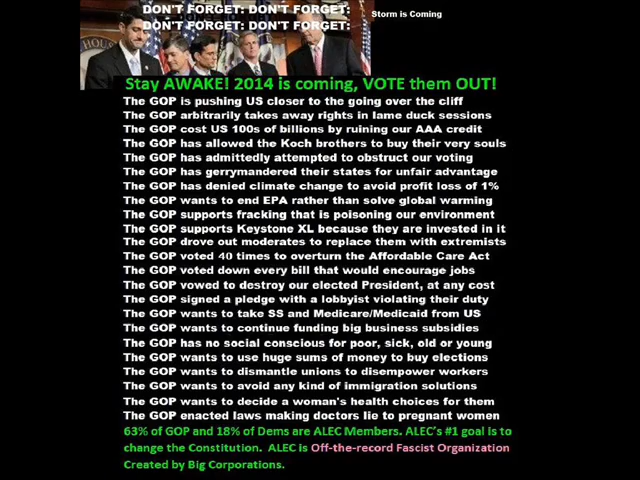 DON'T FORGET: DON'T FORGET:
Storm is Coming
DON'T FORGET: DON'T FORGET:
HOUS
Stay AWAKE! 2014 is coming, VOTE them OUT!
The GOP is pushing US closer to the going over the cliff
The GOP arbitrarily takes away rights in lame duck sessions
The GOP cost US 100s of billions by ruining our AAA credit
The GOP has allowed the Koch brothers to buy their very souls
The GOP has admittedly attempted to obstruct our voting
The GOP has gerrymandered their states for unfair advantage
The GOP has denied climate change to avoid profit loss of 1%
The GOP wants to end EPA rather than solve global warming
The GOP supports fracking that is poisoning our environment
The GOP supports Keystone XL because they are invested in it
The GOP drove out moderates to replace them with extremists
The GOP voted 40 times to overturn the Affordable Care Act
The GOP voted down every bill that would encourage jobs
The GOP vowed to destroy our elected President, at any cost
The GOP signed a pledge with a lobbyist violating their duty
The GOP wants to take SS and Medicare/Medicaid from US
The GOP wants to continue funding big business subsidies
The GOP has no social conscious for poor, sick, old or young
The GOP wants to use huge sums of money to buy elections
The GOP wants to dismantle unions to disempower workers
The GOP wants to avoid any kind of immigration solutions
The GOP wants to decide a woman's health choices for them
The GOP enacted laws making doctors lie to pregnant women
63% of GOP and 18% of Dems are ALEC Members. ALEC's #1 goal is to
change the Constitution. ALEC is Off-the-record Fascist Organization
Created by Big Corporations.